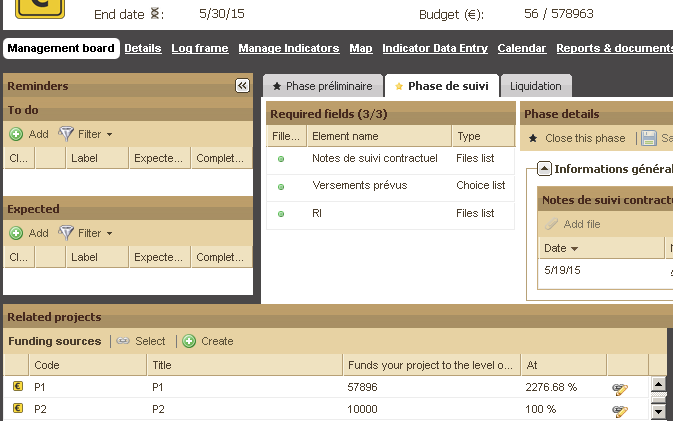 End date 5/30/15 Budget (€): 56 / 578963
Management board Details Log frame Manage Indicators Map Indicator Data Entry Calendar Reports & documents
Reminders
To do
Add Filter
Cl... Label Expecte... Complet...
Expected
Add Filter
Cl... Label Expecte... Complet...
Phase préliminaire Phase de suivi Liquidation
Required fields (3/3)
Fille... Element name Type
Notes de suivi contractuel Files list
Versements prévus Choice list
RI Files list
Phase details
Close this phase Sa
Informations général
Notes de suivi contractu
Add file
Date
5/19/15
Related projects
Funding sources Select Create
Code Title Funds your project to the level o... At
€ P1 P1 57896 2276.68 %
€ P2 P2 10000 100 %